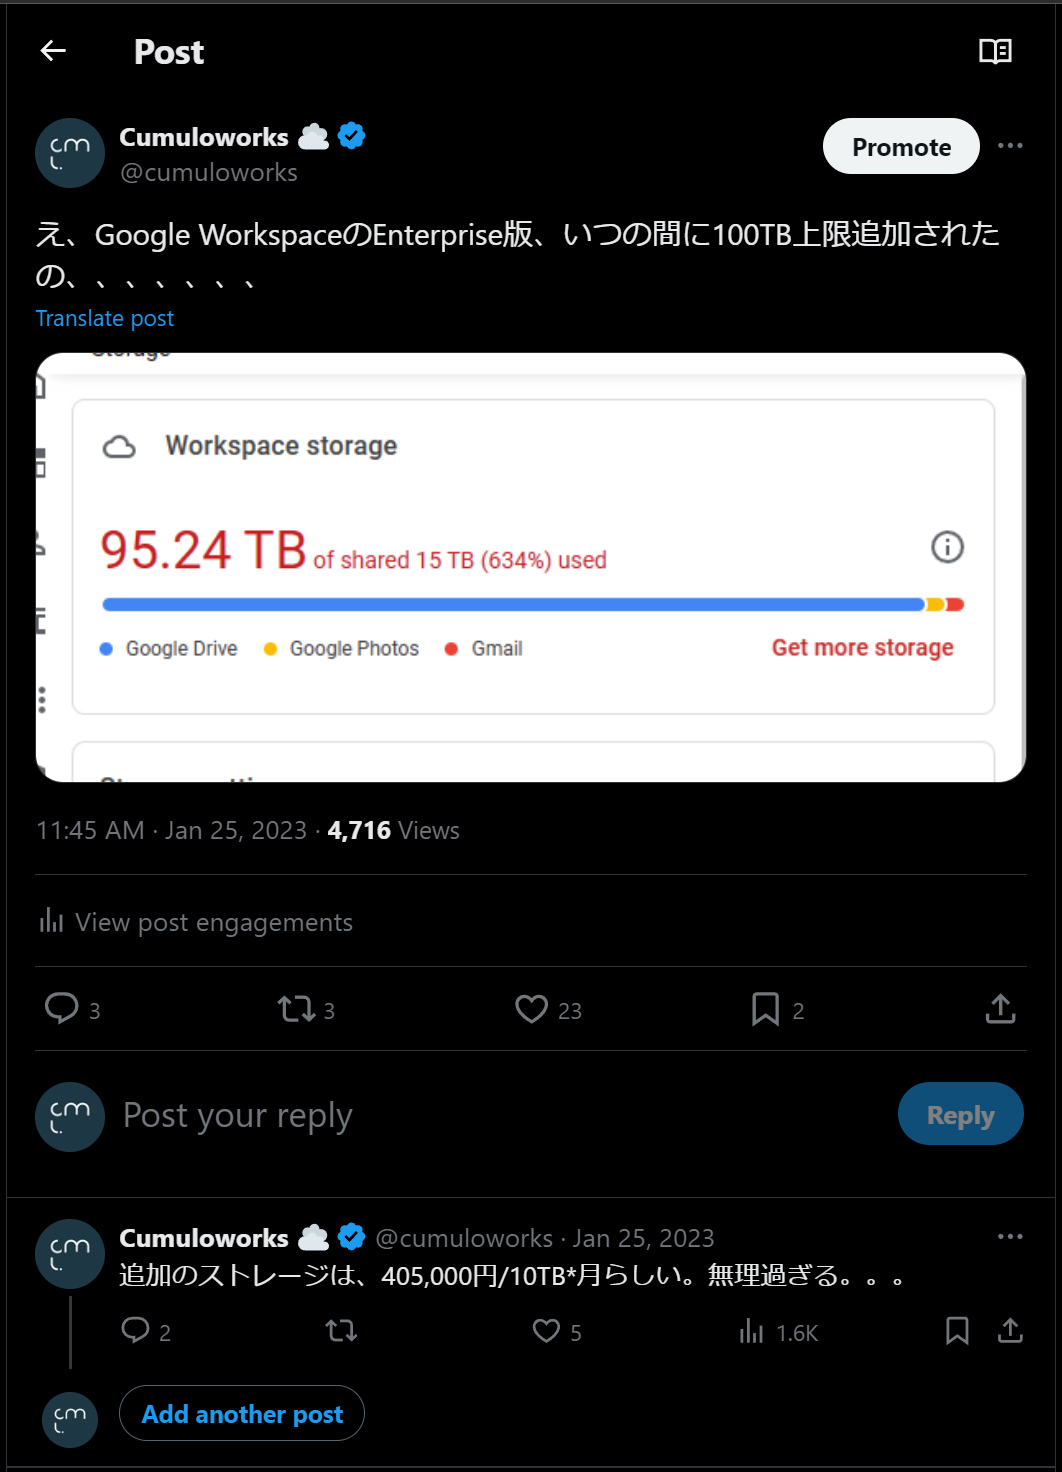 Post
Cumuloworks
@cumuloworks
Promote
え、Google WorkspaceのEnterprise版、いつの間に100TB上限追加された
の、、、、、、、
Translate post
Storage
Workspace storage
95.24 TB of shared 15 TB (634%) used
Google Drive Google Photos Gmail Get more storage
11:45 AM · Jan 25, 2023 · 4,716 Views
View post engagements
3 3 23 2
Post your reply Reply
Cumuloworks @cumuloworks · Jan 25, 2023
追加のストレージは、405,000円/10TB*月らしい。無理過ぎる。。。
2 5 1.6K
Add another post